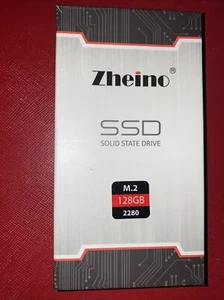 Zheino®
SSD
SOLID STATE DRIVE
M.2
128GB
2280